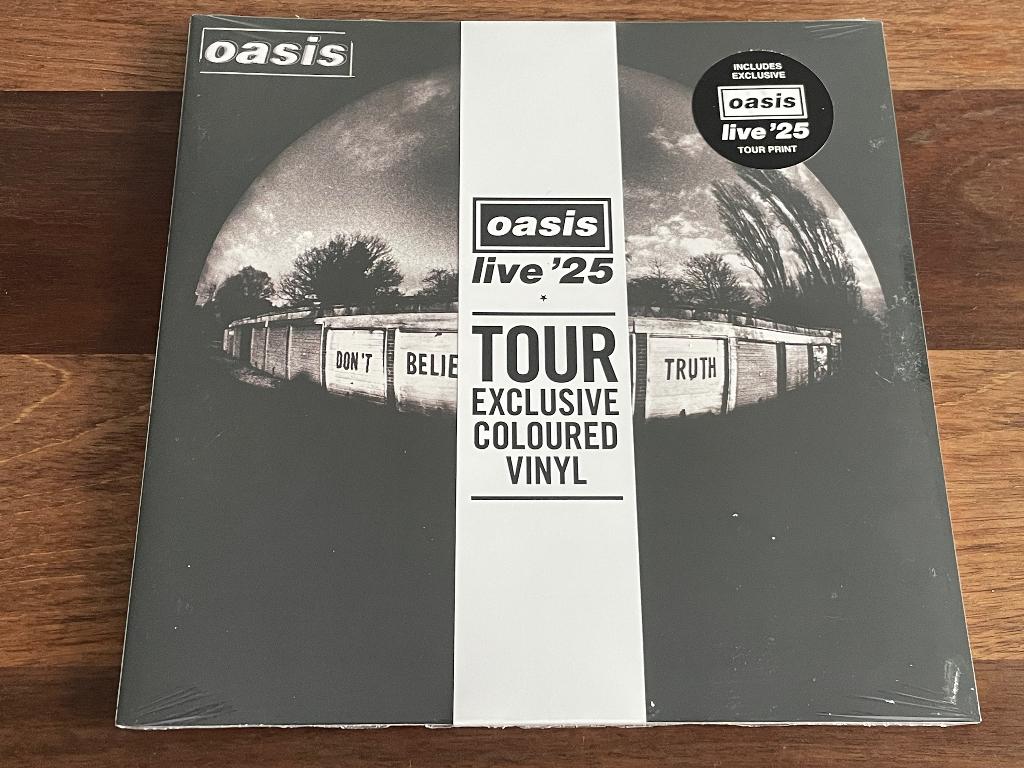 oasis
INCLUDES
EXCLUSIVE
oasis
live '25
TOUR PRINT
oasis
live '25
TOUR
EXCLUSIVE
COLOURED
VINYL
DON'T BELIE TRUTH